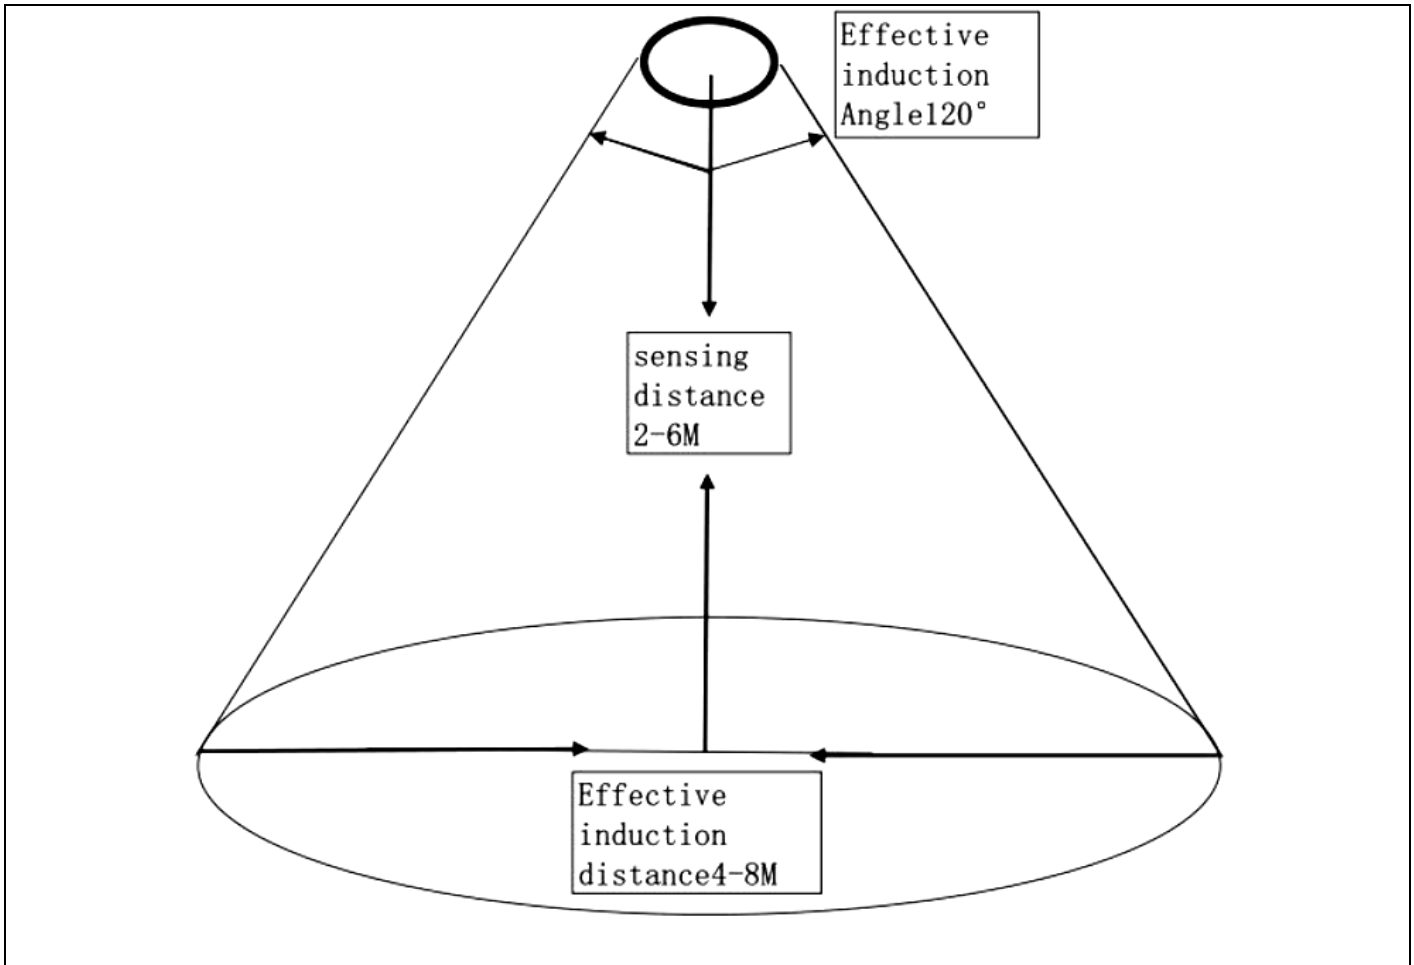 Effective
induction
Angle120°
sensing
distance
2-6M
Effective
induction
distance4-8M